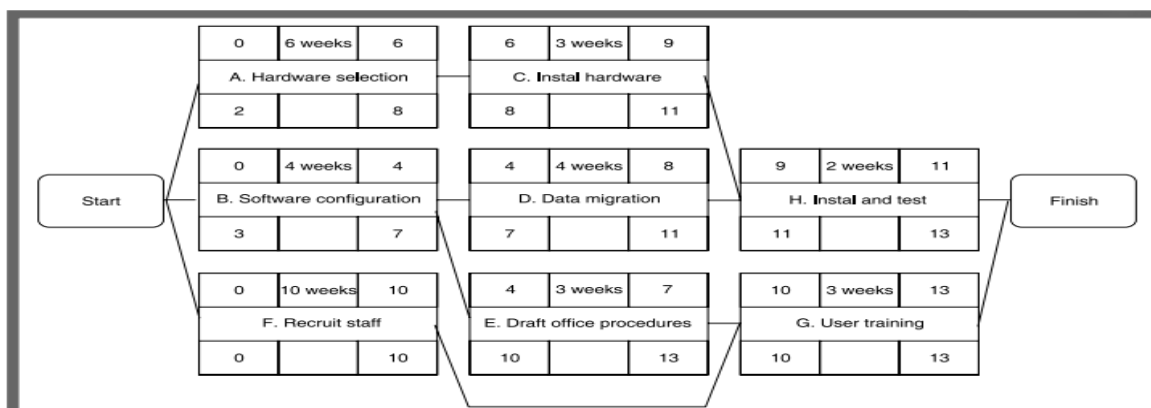 0 6 weeks 6
A. Hardware selection
2 8
6 3 weeks 9
C. Instal hardware
8 11
Start
0 4 weeks 4
B. Software configuration
3 7
4 4 weeks 8
D. Data migration
7 11
9 2 weeks 11
H. Instal and test
11 13
Finish
0 10 weeks 10
F. Recruit staff
0 10
4 3 weeks 7
E. Draft office procedures
10 13
10 3 weeks 13
G. User training
10 13